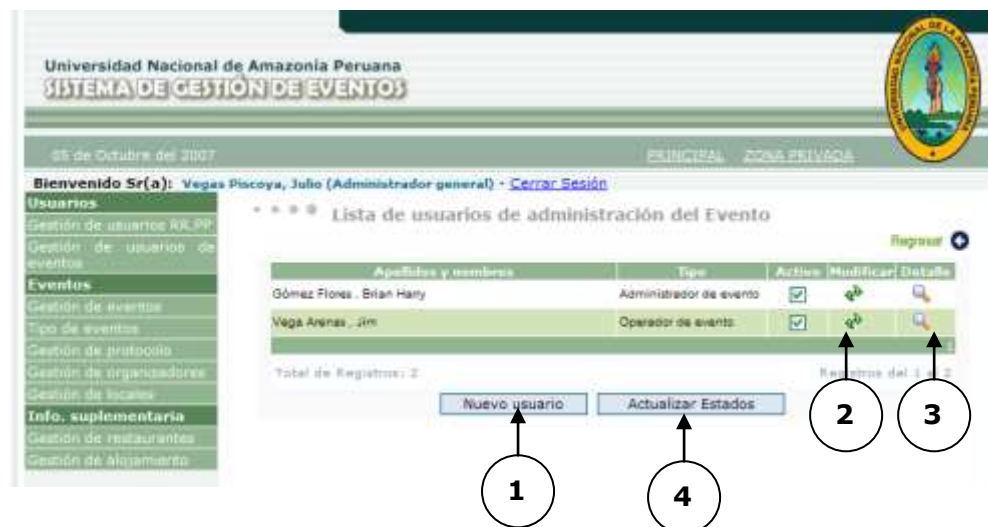 Universidad Nacional de Amazonía Peruana
SISTEMA DE GESTIÓN DE EVENTOS
05 de Octubre del 2007
PRINCIPAL ZONA PRIVADA
Bienvenido Sr(a): Vegas Piscoya, Julio (Administrador general) - Cerrar Sesión
Usuarios
Gestión de usuarios RR.PP
Gestión de usuarios de
eventos
Eventos
Gestión de eventos
Tipo de eventos
Gestión de protocolo
Gestión de organizadores
Gestión de locales
Info. suplementaria
Gestión de restaurantes
Gestión de Alojamiento
Lista de usuarios de administración del Evento
Regresar
Apellidos y nombres Tipo Activo Modificar Detalle
Gómez Flores , Brian Harry Administrador de evento
Vega Arenas , Jim Operador de evento
1
Total de Registros: 2 Registros del 1 al 2
Nuevo usuario Actualizar Estados
2 3
1 4